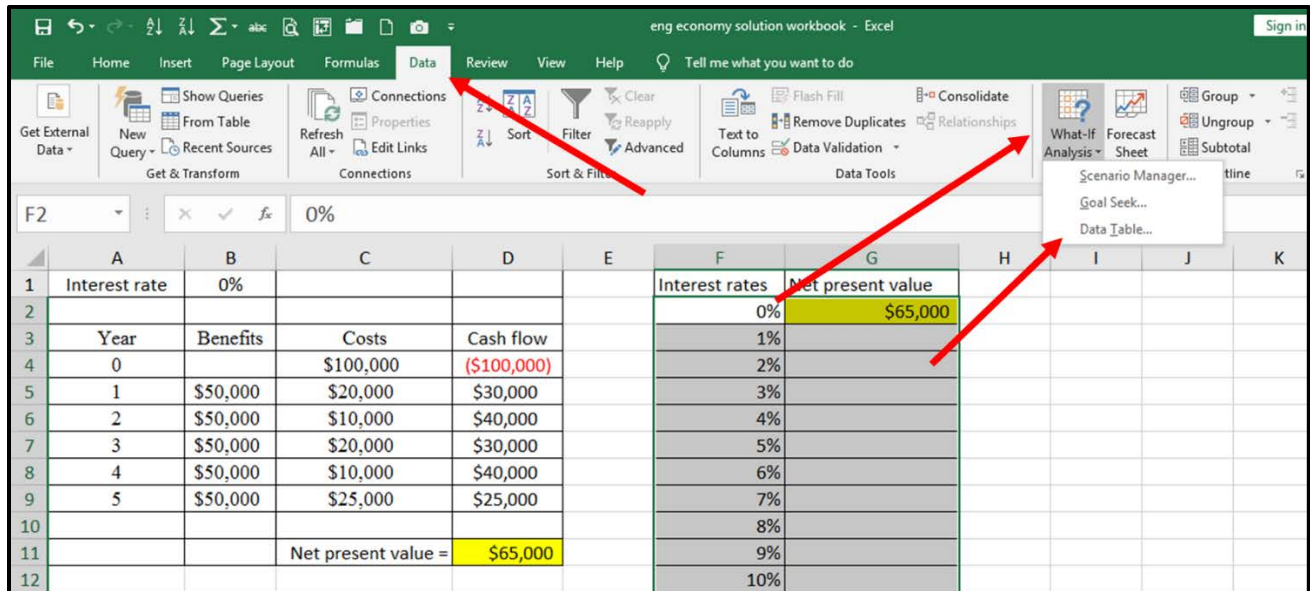 eng economy solution workbook - Excel
Sign in
File Home Insert Page Layout Formulas Data Review View Help Tell me what you want to do
Get External Data
New Query
Show Queries
From Table
Recent Sources
Get & Transform
Refresh All
Connections
Properties
Edit Links
Connections
Sort
Filter
Clear
Reapply
Advanced
Sort & Filter
Text to Columns
Flash Fill
Remove Duplicates
Data Validation
Consolidate
Relationships
Data Tools
What-If Analysis
Forecast Sheet
Group
Ungroup
Subtotal
Scenario Manager...
Goal Seek...
Data Table...
F2 fx 0%
A B C D E F G H I J K
1 Interest rate 0% Interest rates Net present value
2 0% $65,000
3 Year Benefits Costs Cash flow 1%
4 0 $100,000 ($100,000) 2%
5 1 $50,000 $20,000 $30,000 3%
6 2 $50,000 $10,000 $40,000 4%
7 3 $50,000 $20,000 $30,000 5%
8 4 $50,000 $10,000 $40,000 6%
9 5 $50,000 $25,000 $25,000 7%
10 8%
11 Net present value = $65,000 9%
12 10%